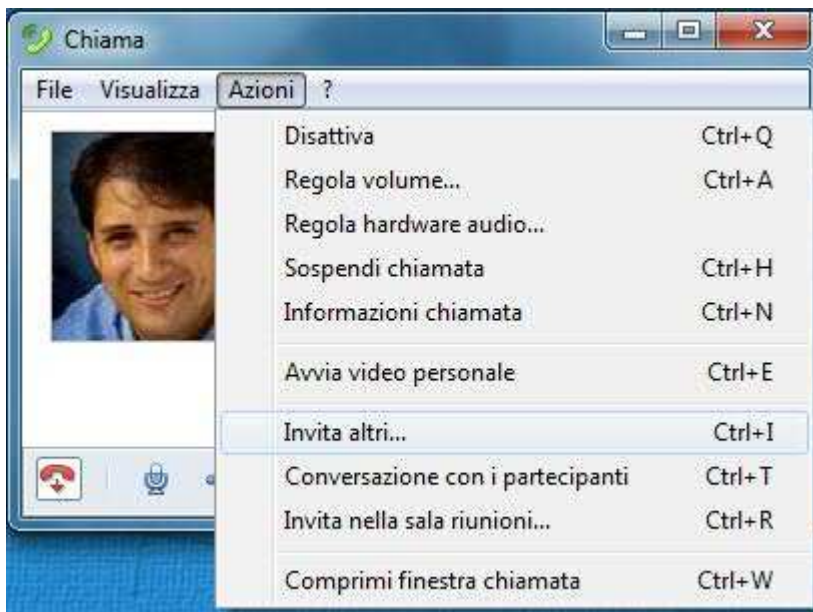 Chiama
File Visualizza Azioni ?
Disattiva Ctrl+Q
Regola volume... Ctrl+A
Regola hardware audio...
Sospendi chiamata Ctrl+H
Informazioni chiamata Ctrl+N
Avvia video personale Ctrl+E
Invita altri... Ctrl+I
Conversazione con i partecipanti Ctrl+T
Invita nella sala riunioni... Ctrl+R
Comprimi finestra chiamata Ctrl+W